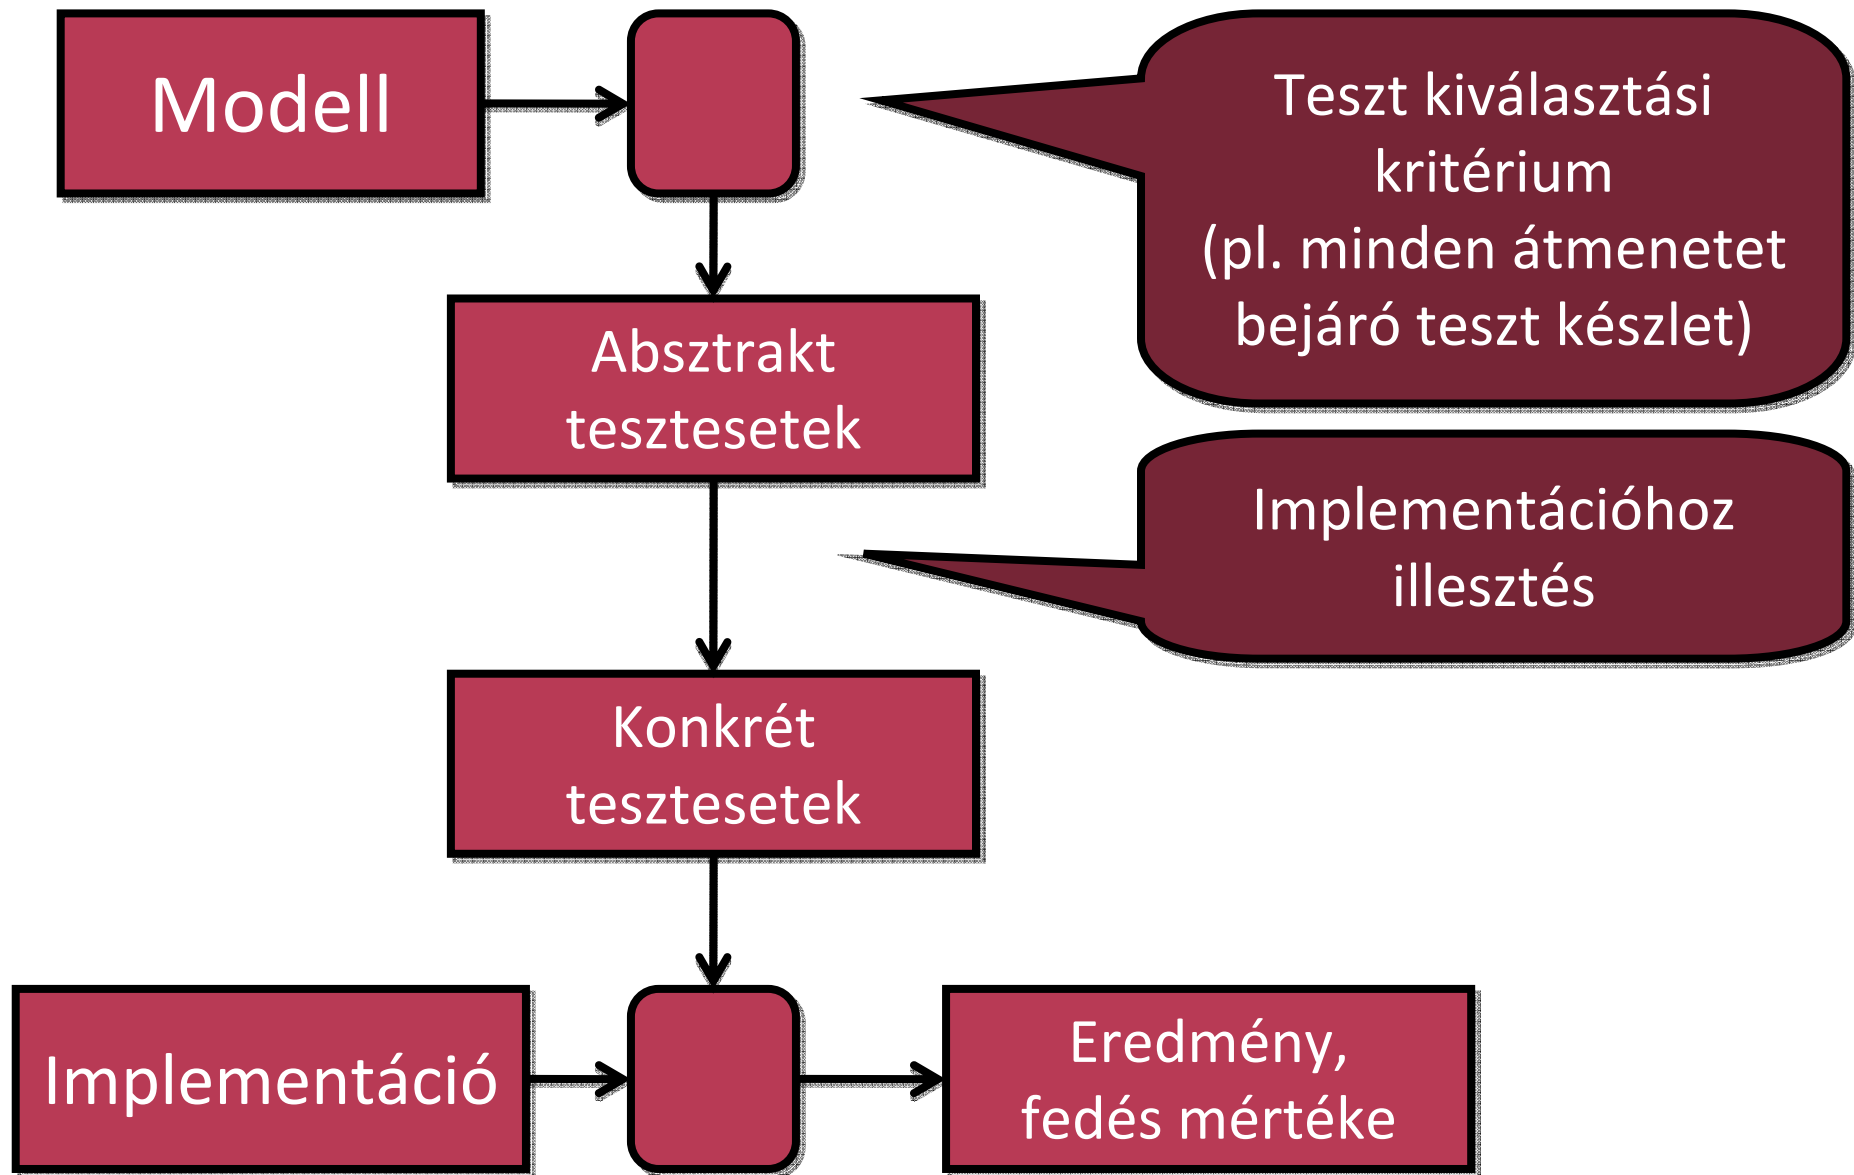 Modell
Teszt kiválasztási
kritérium
(pl. minden átmenetet
bejáró teszt készlet)
Absztrakt
tesztesetek
Implementációhoz
illesztés
Konkrét
tesztesetek
Implementáció
Eredmény,
fedés mértéke